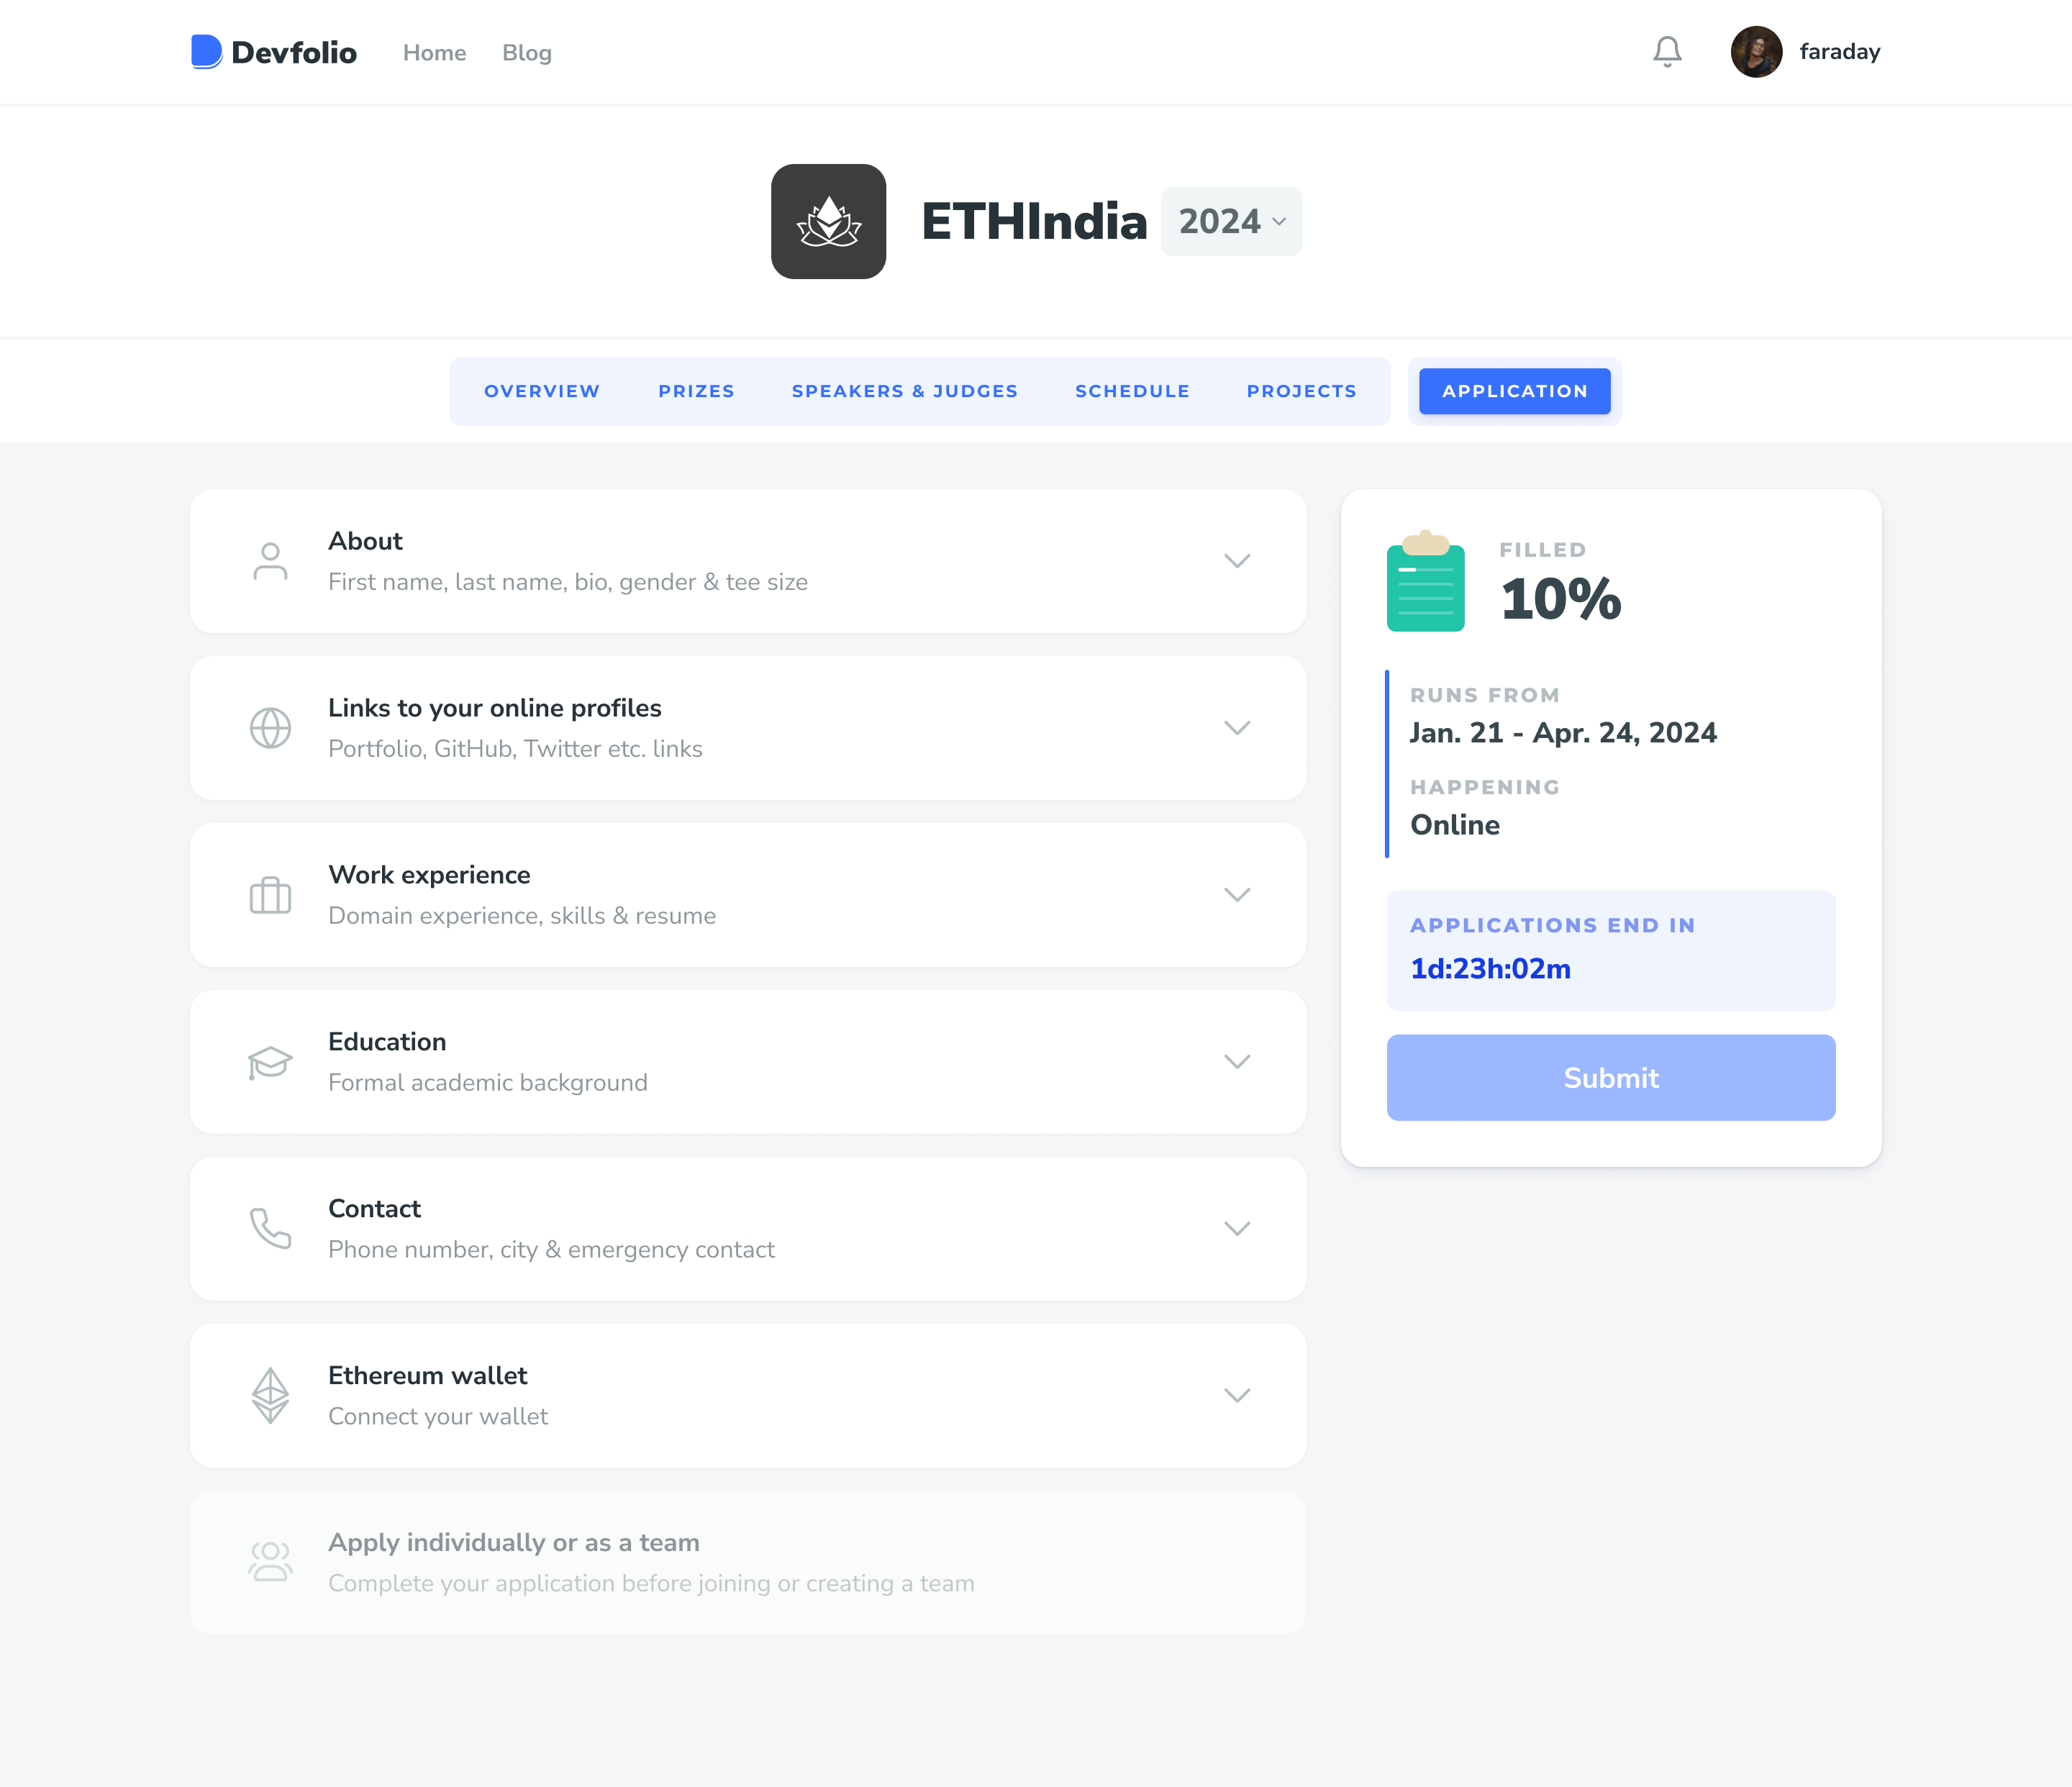 Devfolio
Home
Blog
faraday
ETHIndia
2024
OVERVIEW
PRIZES
SPEAKERS & JUDGES
SCHEDULE
PROJECTS
APPLICATION
About
First name, last name, bio, gender & tee size
Links to your online profiles
Portfolio, GitHub, Twitter etc. links
Work experience
Domain experience, skills & resume
Education
Formal academic background
Contact
Phone number, city & emergency contact
Ethereum wallet
Connect your wallet
Apply individually or as a team
Complete your application before joining or creating a team
FILLED
10%
RUNS FROM
Jan. 21 - Apr. 24, 2024
HAPPENING
Online
APPLICATIONS END IN
1d:23h:02m
Submit